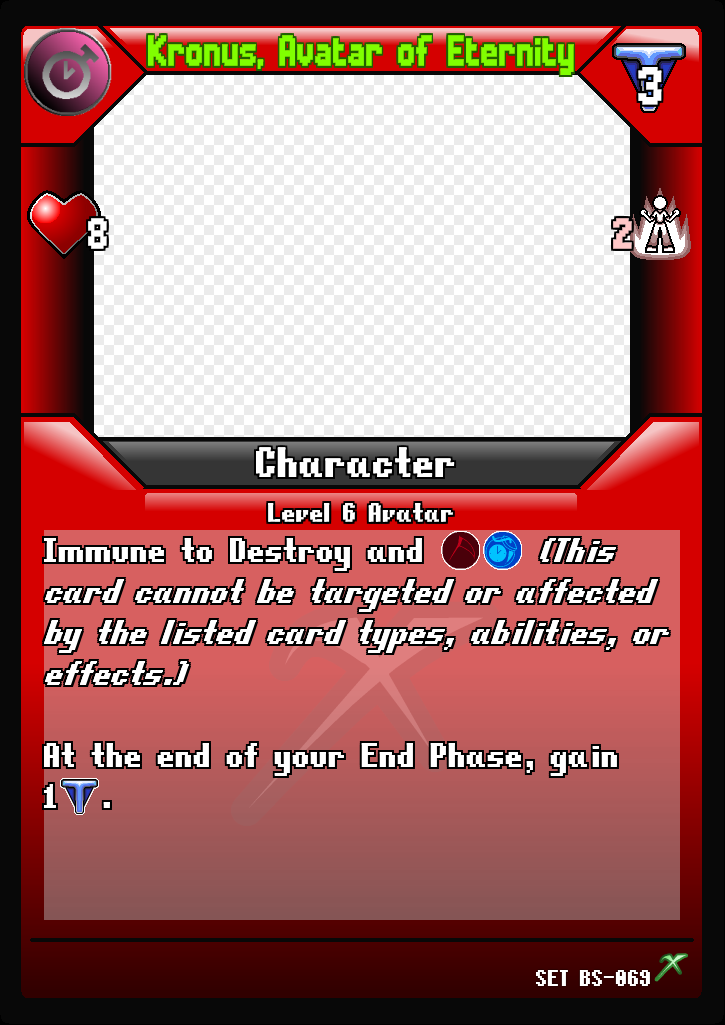 Kronus, Avatar of Eternity
3
8
2
Character
Level 6 Avatar
Immune to Destroy and (This
card cannot be targeted or affected
by the listed card types, abilities, or
effects.)
At the end of your End Phase, gain
1.
SET BS-069